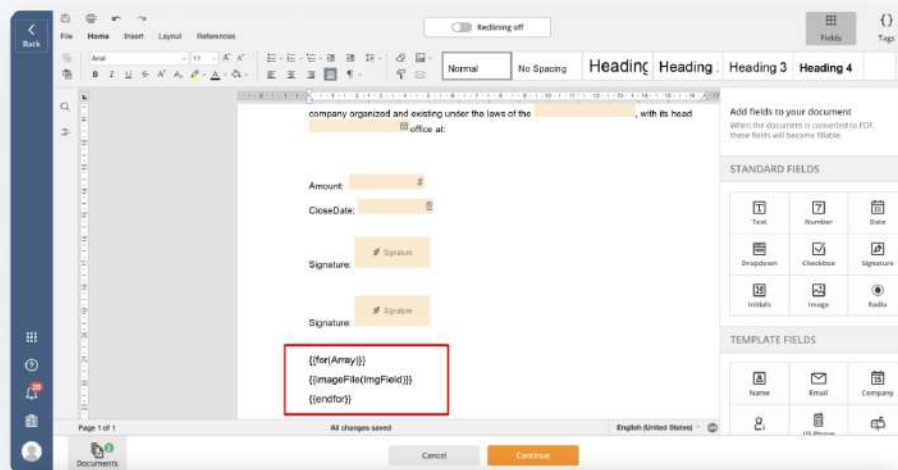 Back
File Home Insert Layout References
Redlining off
Fields
Tags
Arial
11
Normal
No Spacing
Heading
Heading
Heading 3
Heading 4
company organized and existing under the laws of the , with its head
office at:
Amount:
CloseDate:
Signature
Signature:
Signature
Signature:
{{for(Array)}}
{{imageFile(ImgField)}}
{{endfor}}
Add fields to your document
When the document is converted to PDF,
these fields will become fillable
STANDARD FIELDS
Text Number Date
Dropdown Checkbox Signature
Initials Image Radio
TEMPLATE FIELDS
Name Email Company
US Phone
Page 1 of 1
All changes saved
English (United States)
Documents
Cancel
Continue